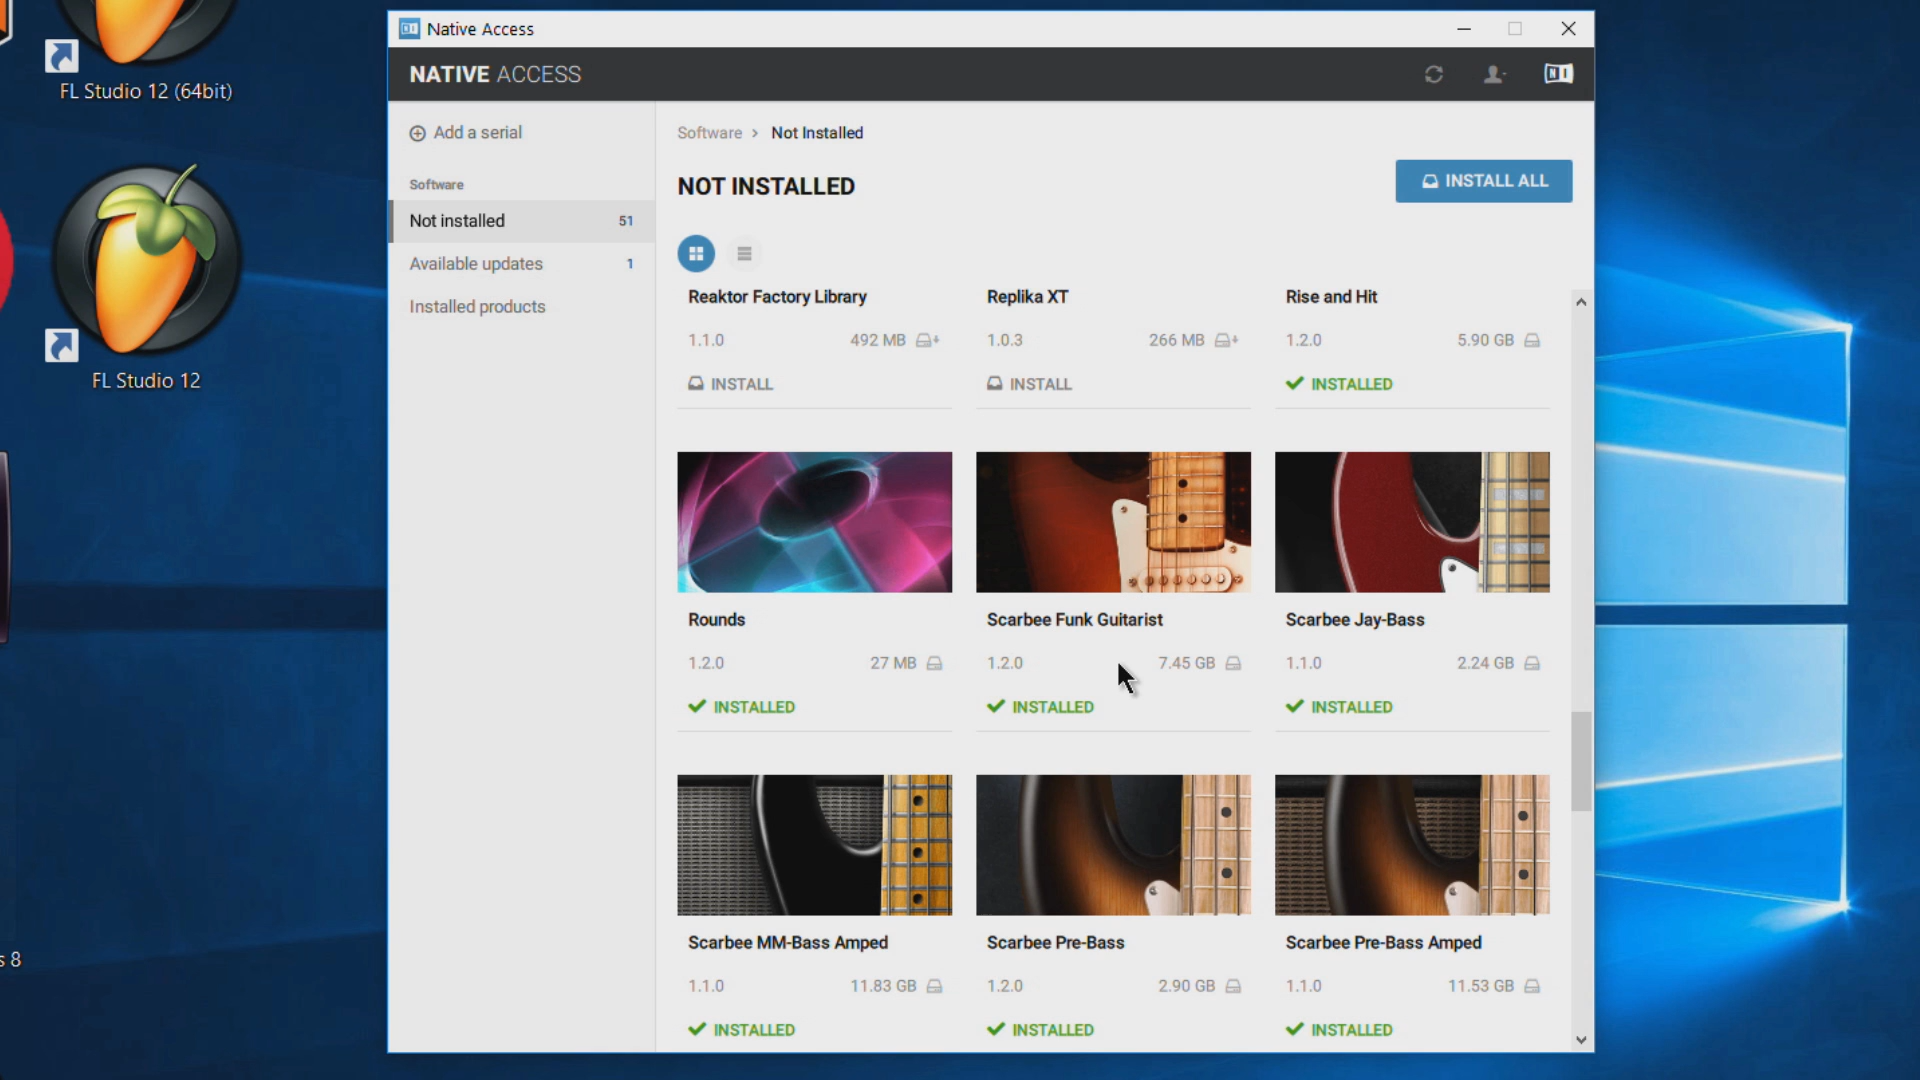 FL Studio 12 (64bit)
FL Studio 12
s 8
Native Access
NATIVE ACCESS
Add a serial
Software
Not installed 51
Available updates 1
Installed products
Software > Not Installed
NOT INSTALLED
INSTALL ALL
Reaktor Factory Library
1.1.0 492 MB
INSTALL
Replika XT
1.0.3 266 MB
INSTALL
Rise and Hit
1.2.0 5.90 GB
INSTALLED
Rounds
1.2.0 27 MB
INSTALLED
Scarbee Funk Guitarist
1.2.0 7.45 GB
INSTALLED
Scarbee Jay-Bass
1.1.0 2.24 GB
INSTALLED
Scarbee MM-Bass Amped
1.1.0 11.83 GB
INSTALLED
Scarbee Pre-Bass
1.2.0 2.90 GB
INSTALLED
Scarbee Pre-Bass Amped
1.1.0 11.53 GB
INSTALLED